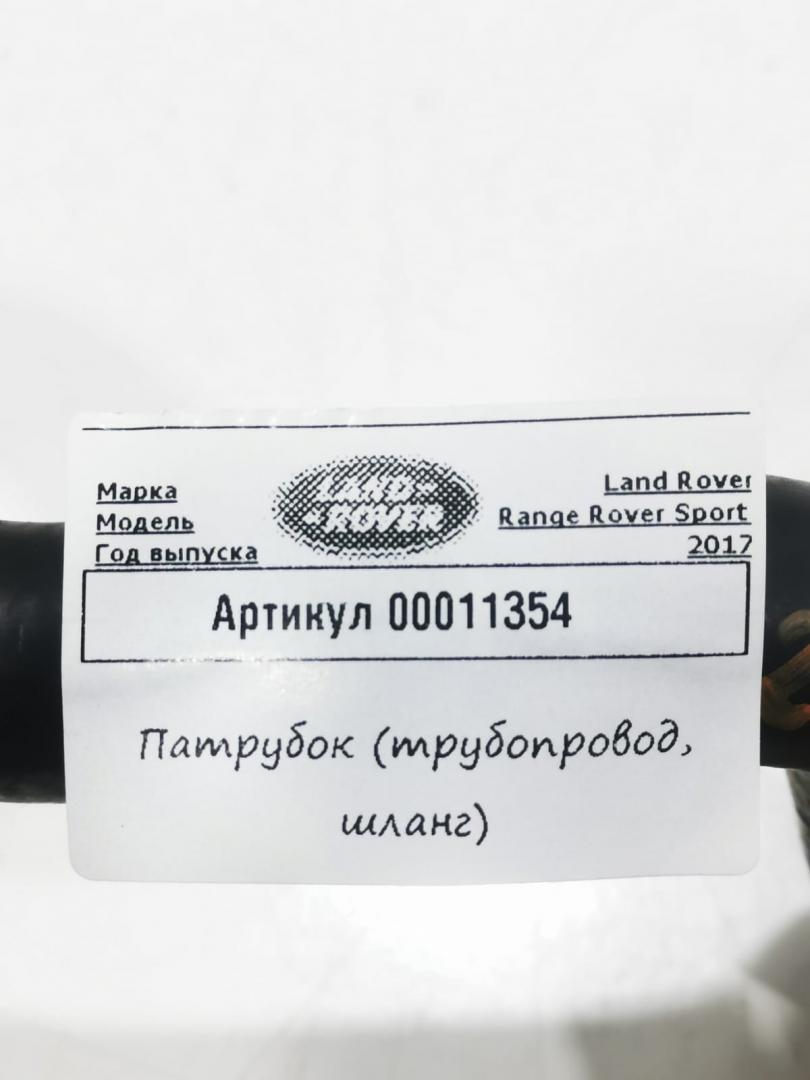 Марка
Модель
Год выпуска
LAND-
-ROVER
Land Rover
Range Rover Sport
2017
Артикул 00011354
Патрубок (трубопровод,
шланг)